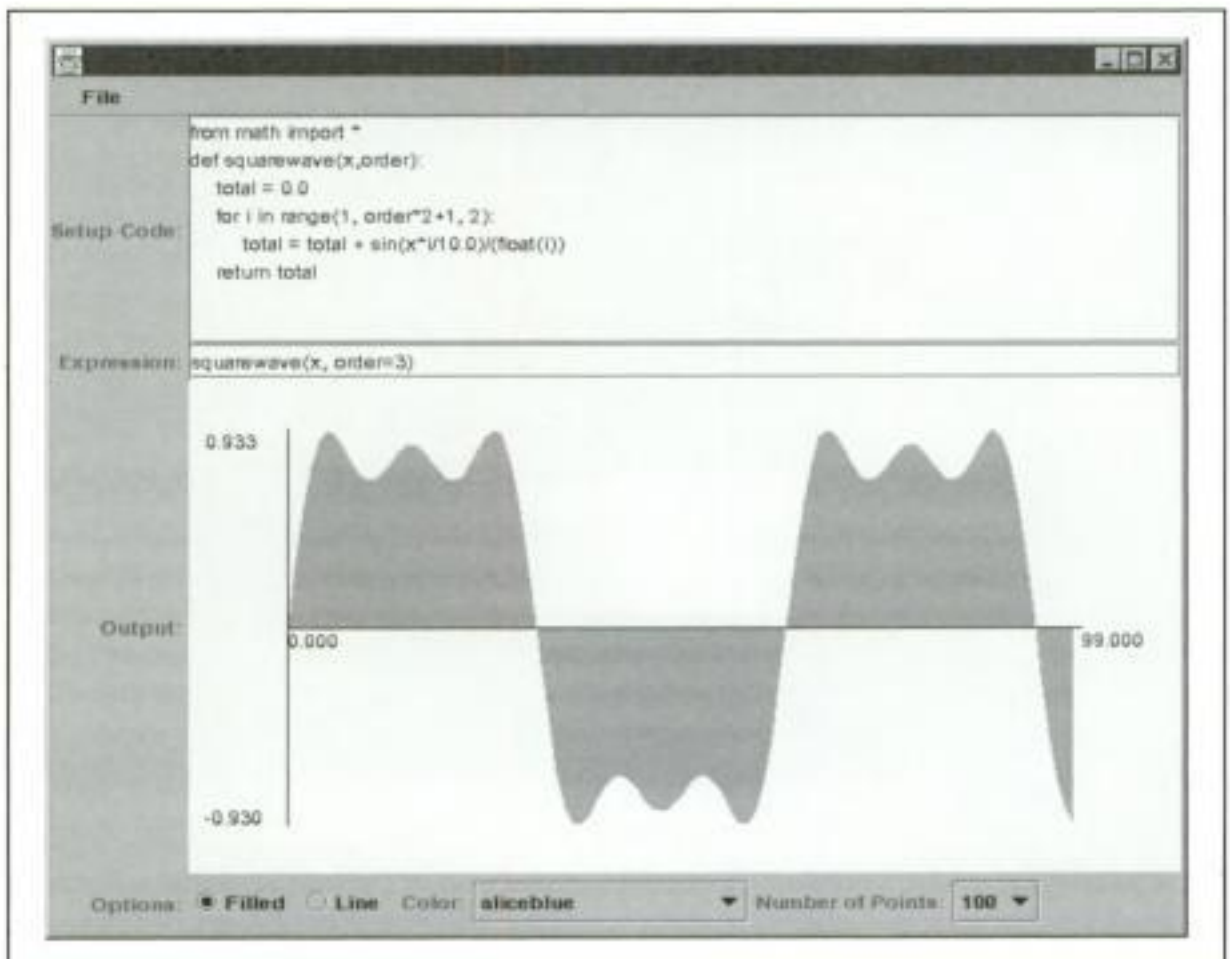 File
Setup Code:
from math import *
def squarewave(x,order):
total = 0.0
for i in range(1, order*2+1, 2):
total = total + sin(x*i/10.0)/(float(i))
return total
Expression: squarewave(x, order=3)
Output:
0.933
0.000
99.000
-0.930
Options: Filled Line Color: aliceblue Number of Points: 100